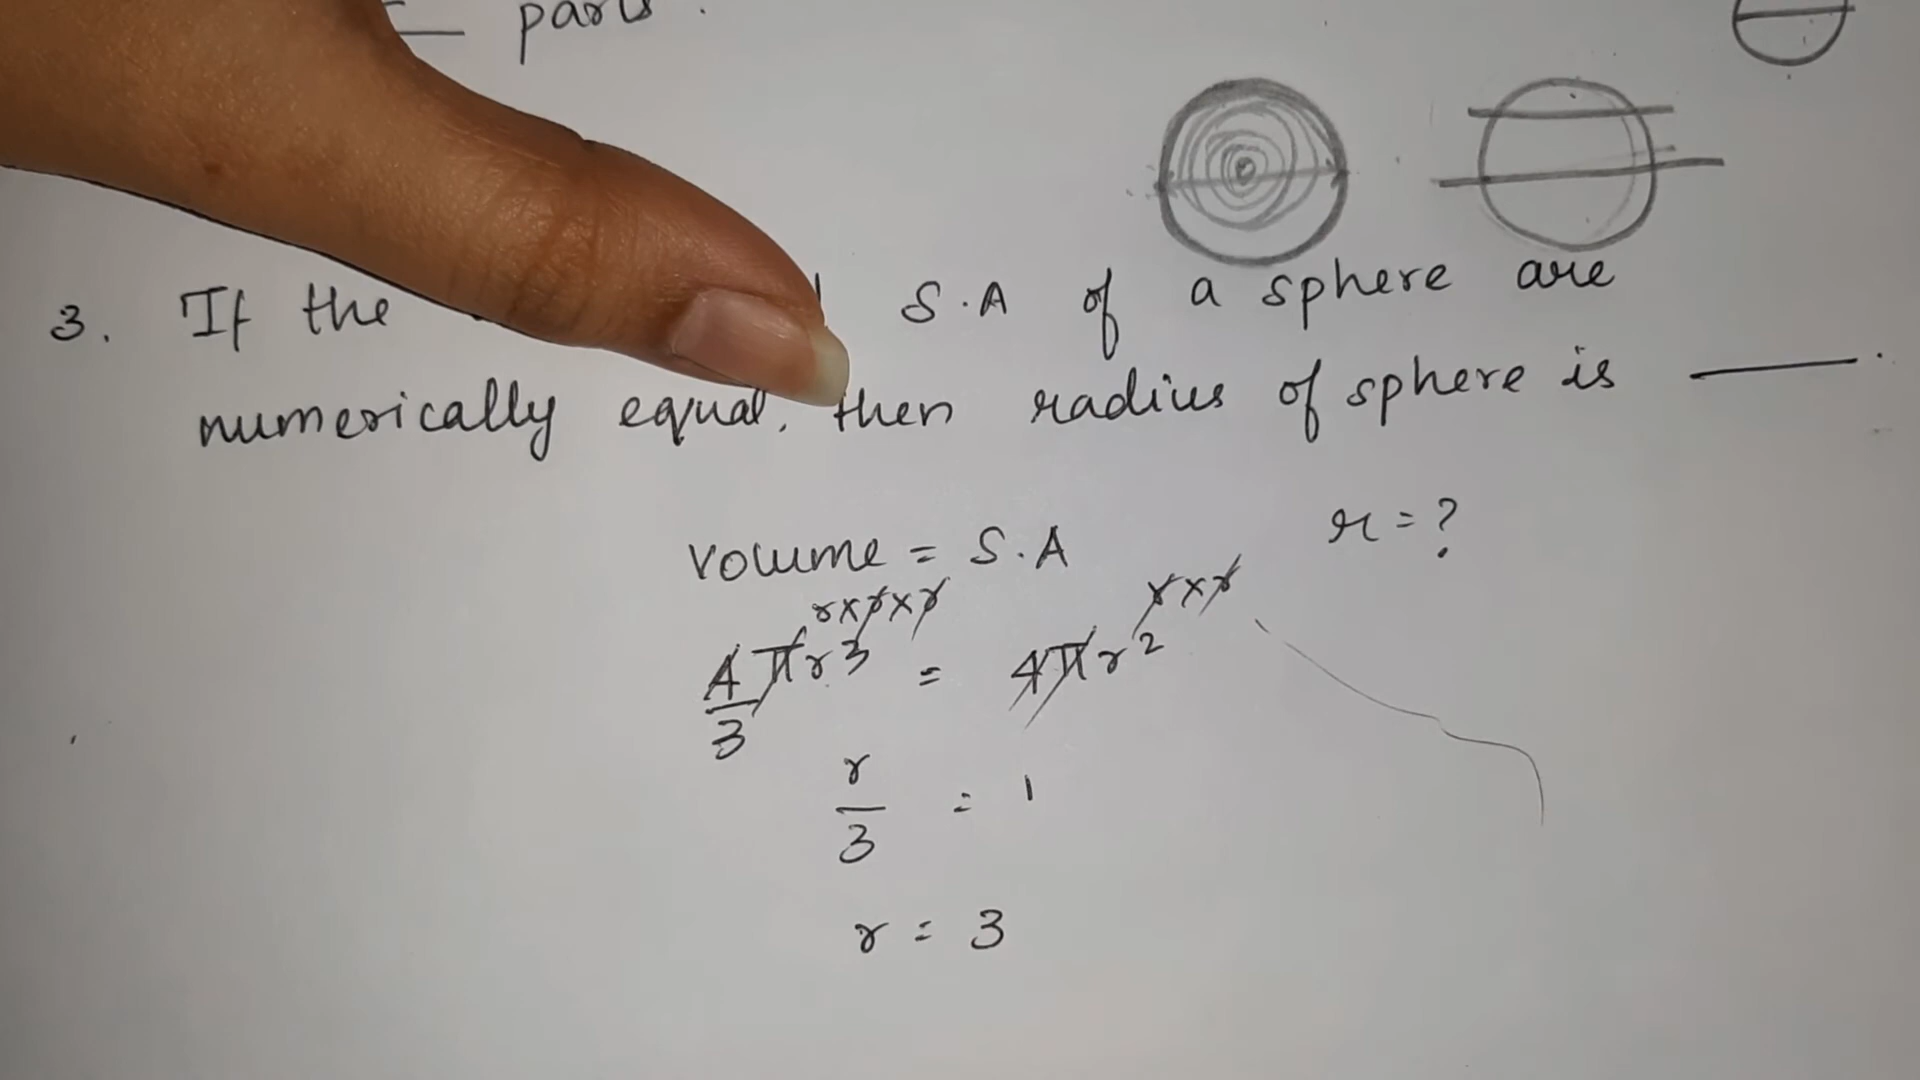 parts.
3. If the S.A of a sphere are
numerically equal, then radius of sphere is ___.
r = ?
Volume = S.A
r×r×r r×r
4/3 πr³ = 4πr²
r/3 = 1
r = 3